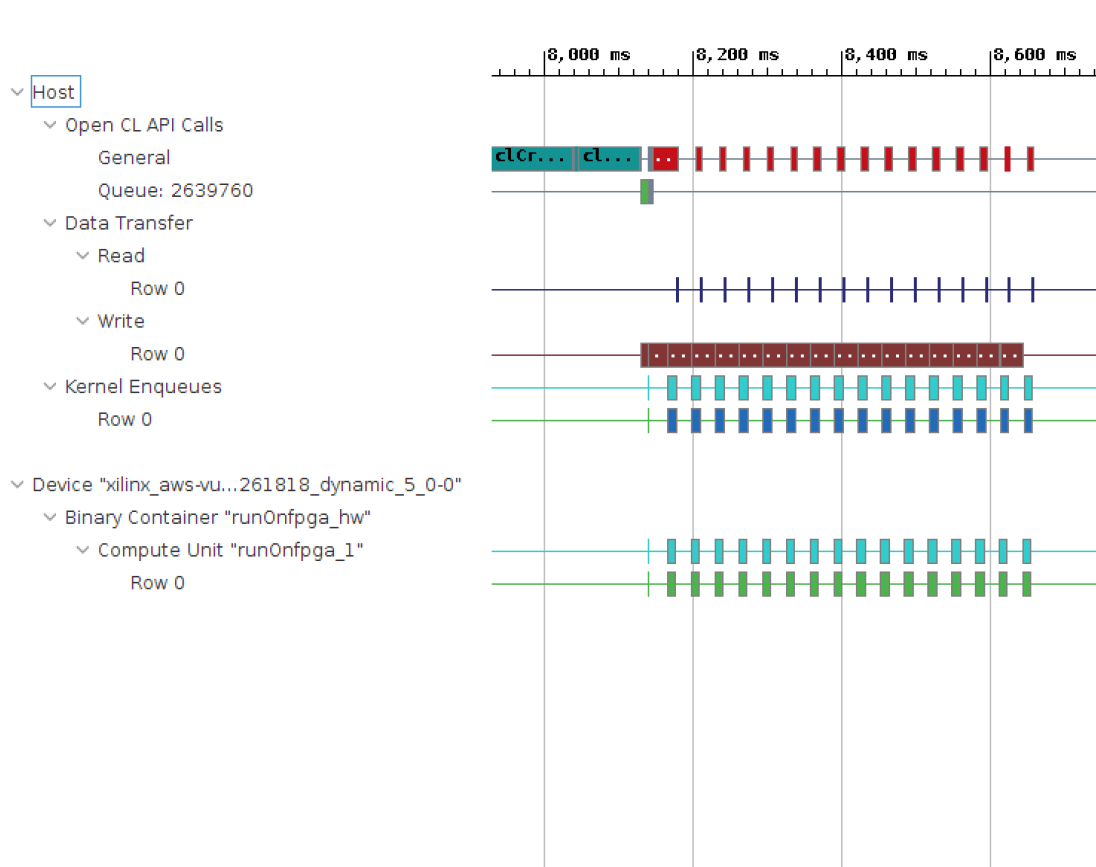 8,000 ms 8,200 ms 8,400 ms 8,600 ms
Host
Open CL API Calls
General clCr... cl... ..
Queue: 2639760
Data Transfer
Read
Row 0
Write
Row 0
Kernel Enqueues
Row 0
Device "xilinx_aws-vu...261818_dynamic_5_0-0"
Binary Container "runOnfpga_hw"
Compute Unit "runOnfpga_1"
Row 0